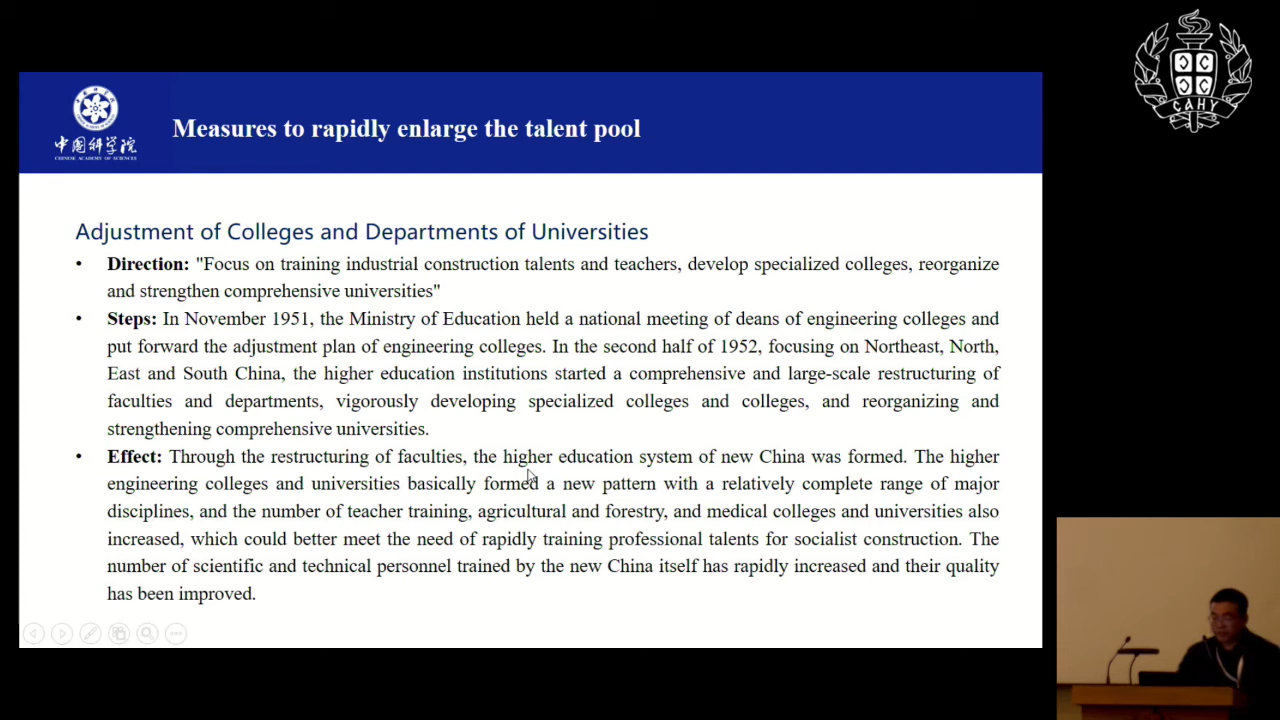 中国科学院
CHINESE ACADEMY OF SCIENCES
Measures to rapidly enlarge the talent pool
Adjustment of Colleges and Departments of Universities
• Direction: "Focus on training industrial construction talents and teachers, develop specialized colleges, reorganize
and strengthen comprehensive universities"
• Steps: In November 1951, the Ministry of Education held a national meeting of deans of engineering colleges and
put forward the adjustment plan of engineering colleges. In the second half of 1952, focusing on Northeast, North,
East and South China, the higher education institutions started a comprehensive and large-scale restructuring of
faculties and departments, vigorously developing specialized colleges and colleges, and reorganizing and
strengthening comprehensive universities.
• Effect: Through the restructuring of faculties, the higher education system of new China was formed. The higher
engineering colleges and universities basically formed a new pattern with a relatively complete range of major
disciplines, and the number of teacher training, agricultural and forestry, and medical colleges and universities also
increased, which could better meet the need of rapidly training professional talents for socialist construction. The
number of scientific and technical personnel trained by the new China itself has rapidly increased and their quality
has been improved.
САНУ